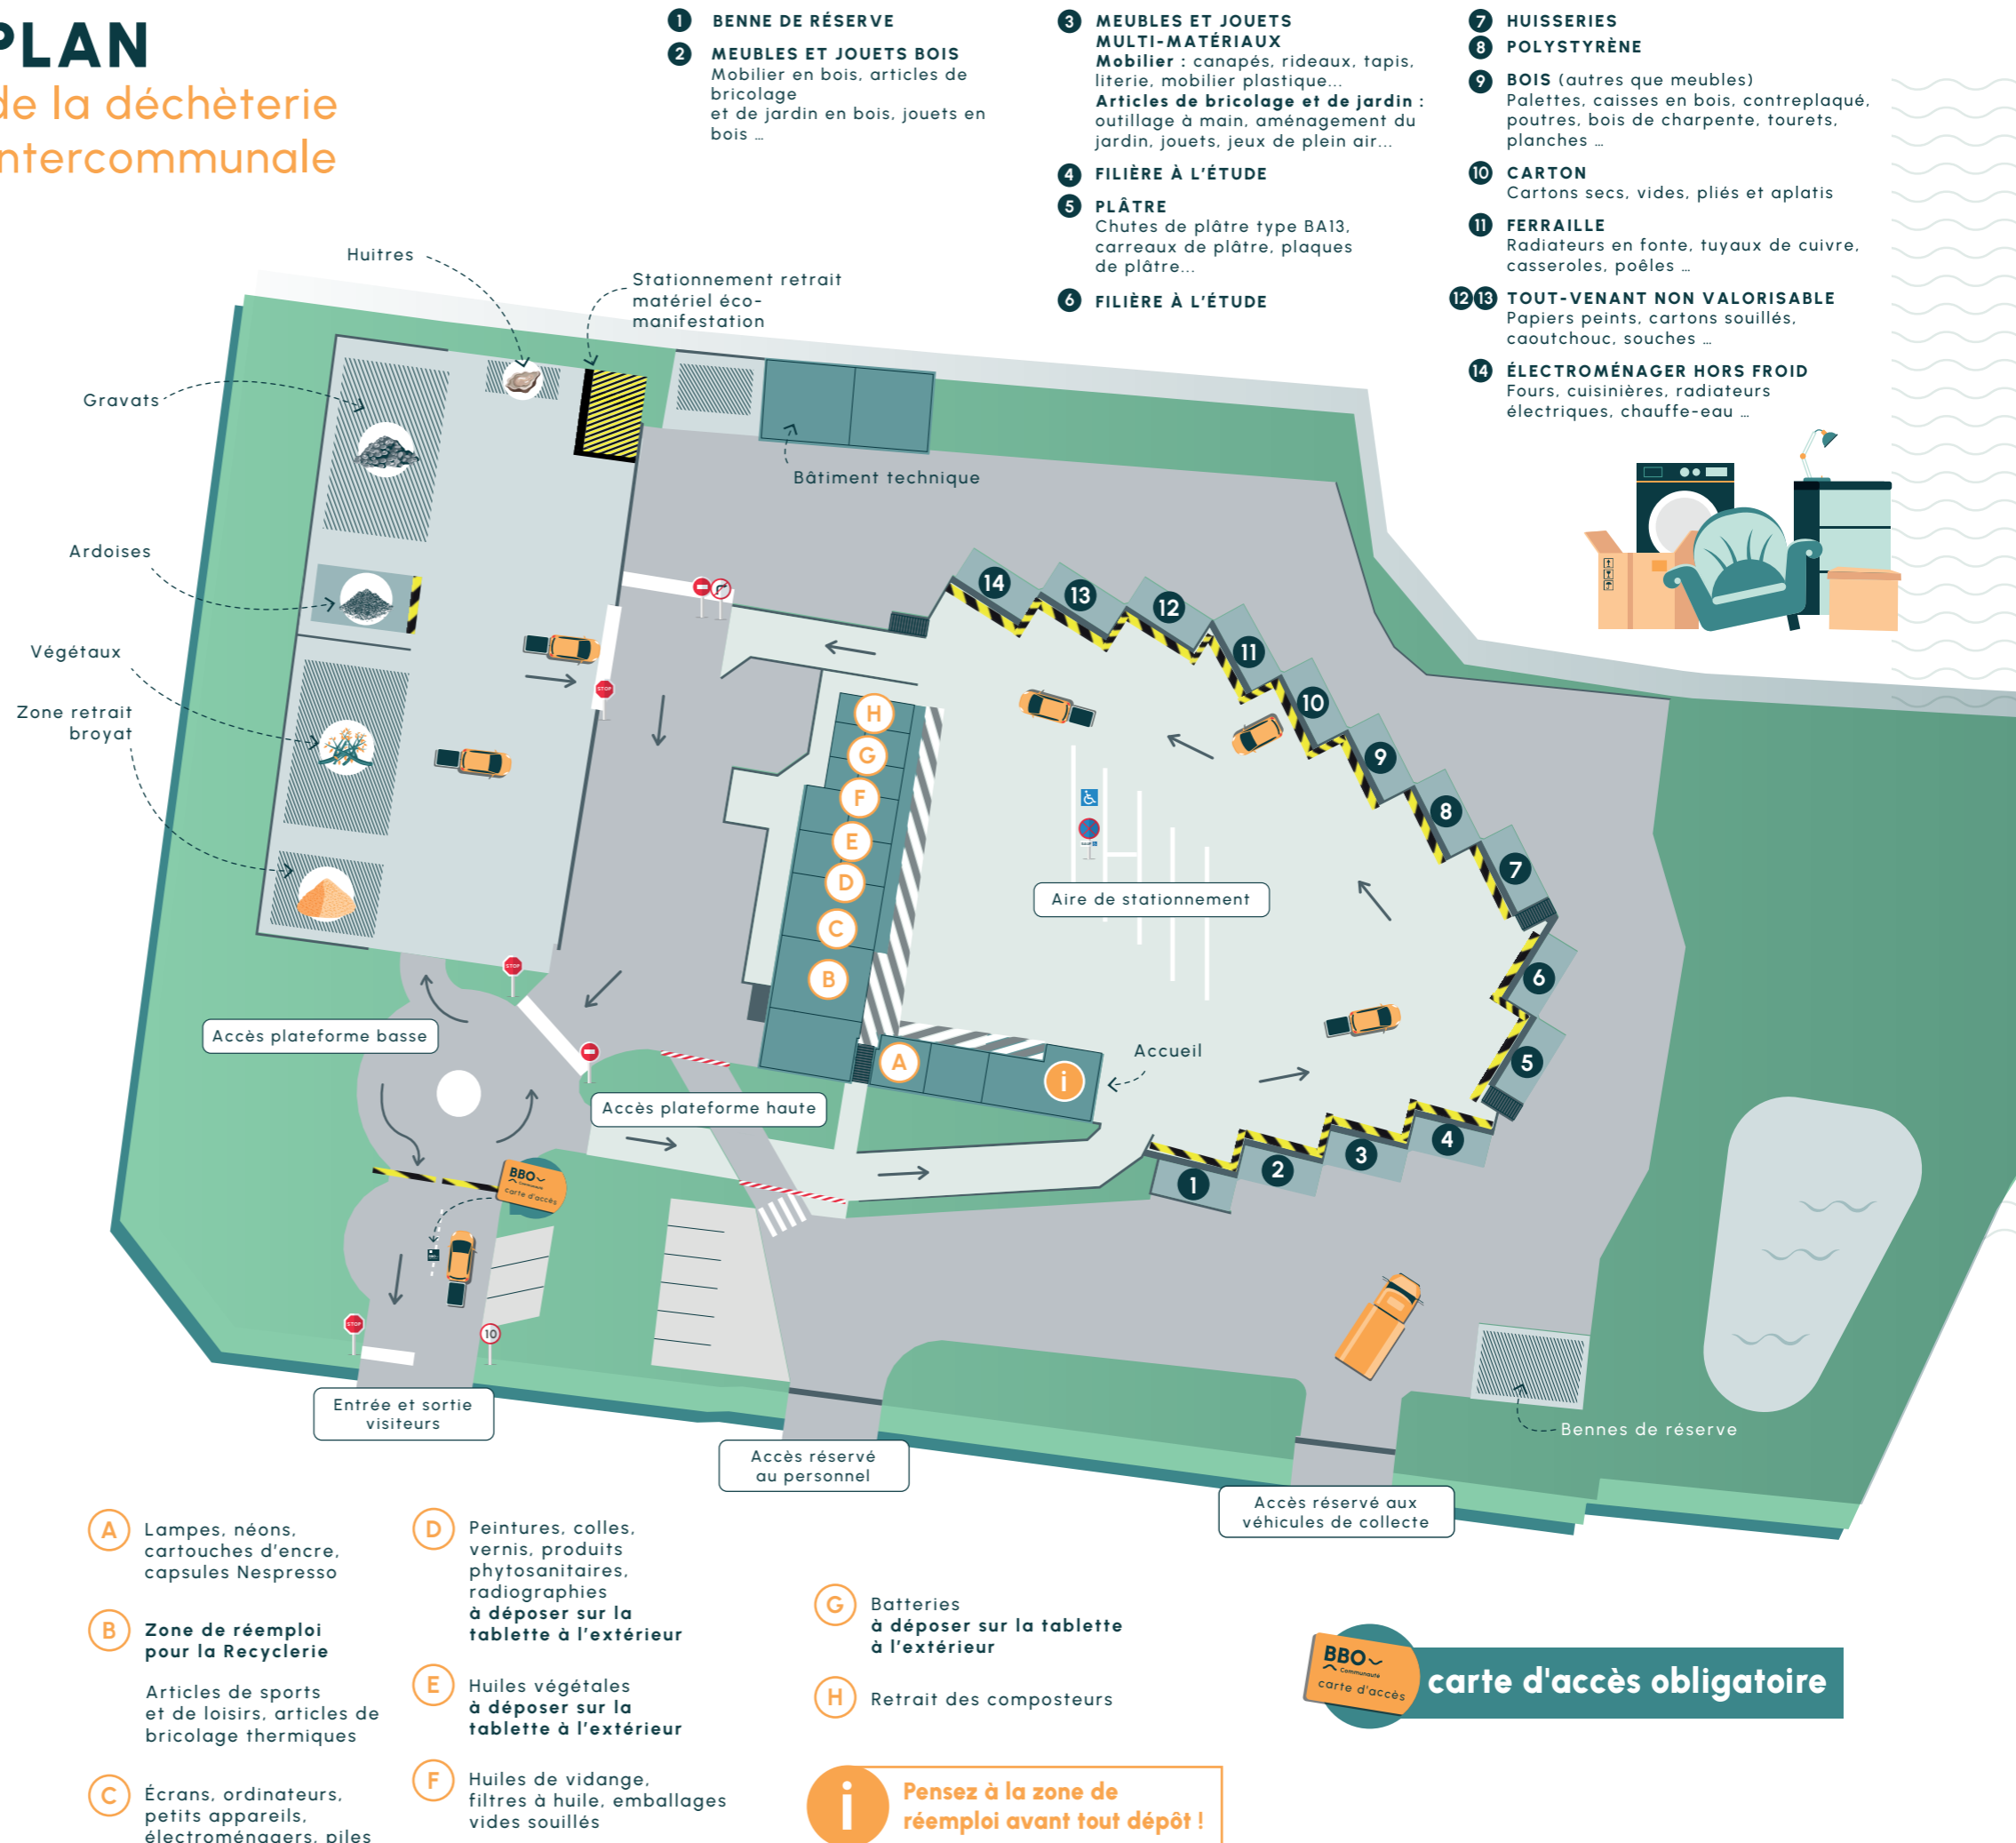 PLAN
de la déchèterie
intercommunale
1 BENNE DE RÉSERVE
2 MEUBLES ET JOUETS BOIS
Mobilier en bois, articles de
bricolage
et de jardin en bois, jouets en
bois ...
3 MEUBLES ET JOUETS
MULTI-MATÉRIAUX
Mobilier : canapés, rideaux, tapis,
literie, mobilier plastique...
Articles de bricolage et de jardin :
outillage à main, aménagement du
jardin, jouets, jeux de plein air...
4 FILIÈRE À L'ÉTUDE
5 PLÂTRE
Chutes de plâtre type BA13,
carreaux de plâtre, plaques
de plâtre...
6 FILIÈRE À L'ÉTUDE
7 HUISSERIES
8 POLYSTYRÈNE
9 BOIS (autres que meubles)
Palettes, caisses en bois, contreplaqué,
poutres, bois de charpente, tourets,
planches ...
10 CARTON
Cartons secs, vides, pliés et aplatis
11 FERRAILLE
Radiateurs en fonte, tuyaux de cuivre,
casseroles, poêles ...
12 13 TOUT-VENANT NON VALORISABLE
Papiers peints, cartons souillés,
caoutchouc, souches ...
14 ÉLECTROMÉNAGER HORS FROID
Fours, cuisinières, radiateurs
électriques, chauffe-eau ...
Huitres
Stationnement retrait
matériel éco-
manifestation
Gravats
Bâtiment technique
Ardoises
Végétaux
Zone retrait
broyat
STOP
14
13
12
11
10
9
8
7
6
5
4
3
2
1
H
G
F
E
D
C
B
A
i
Aire de stationnement
Accueil
STOP
Accès plateforme basse
Accès plateforme haute
BBO
Communauté
carte d'accès
STOP
10
Entrée et sortie
visiteurs
Accès réservé
au personnel
Accès réservé aux
véhicules de collecte
Bennes de réserve
A Lampes, néons,
cartouches d'encre,
capsules Nespresso
B Zone de réemploi
pour la Recyclerie
Articles de sports
et de loisirs, articles de
bricolage thermiques
C Écrans, ordinateurs,
petits appareils,
électroménagers, piles
D Peintures, colles,
vernis, produits
phytosanitaires,
radiographies
à déposer sur la
tablette à l'extérieur
E Huiles végétales
à déposer sur la
tablette à l'extérieur
F Huiles de vidange,
filtres à huile, emballages
vides souillés
G Batteries
à déposer sur la tablette
à l'extérieur
H Retrait des composteurs
i Pensez à la zone de
réemploi avant tout dépôt !
BBO
Communauté
carte d'accès
carte d'accès obligatoire